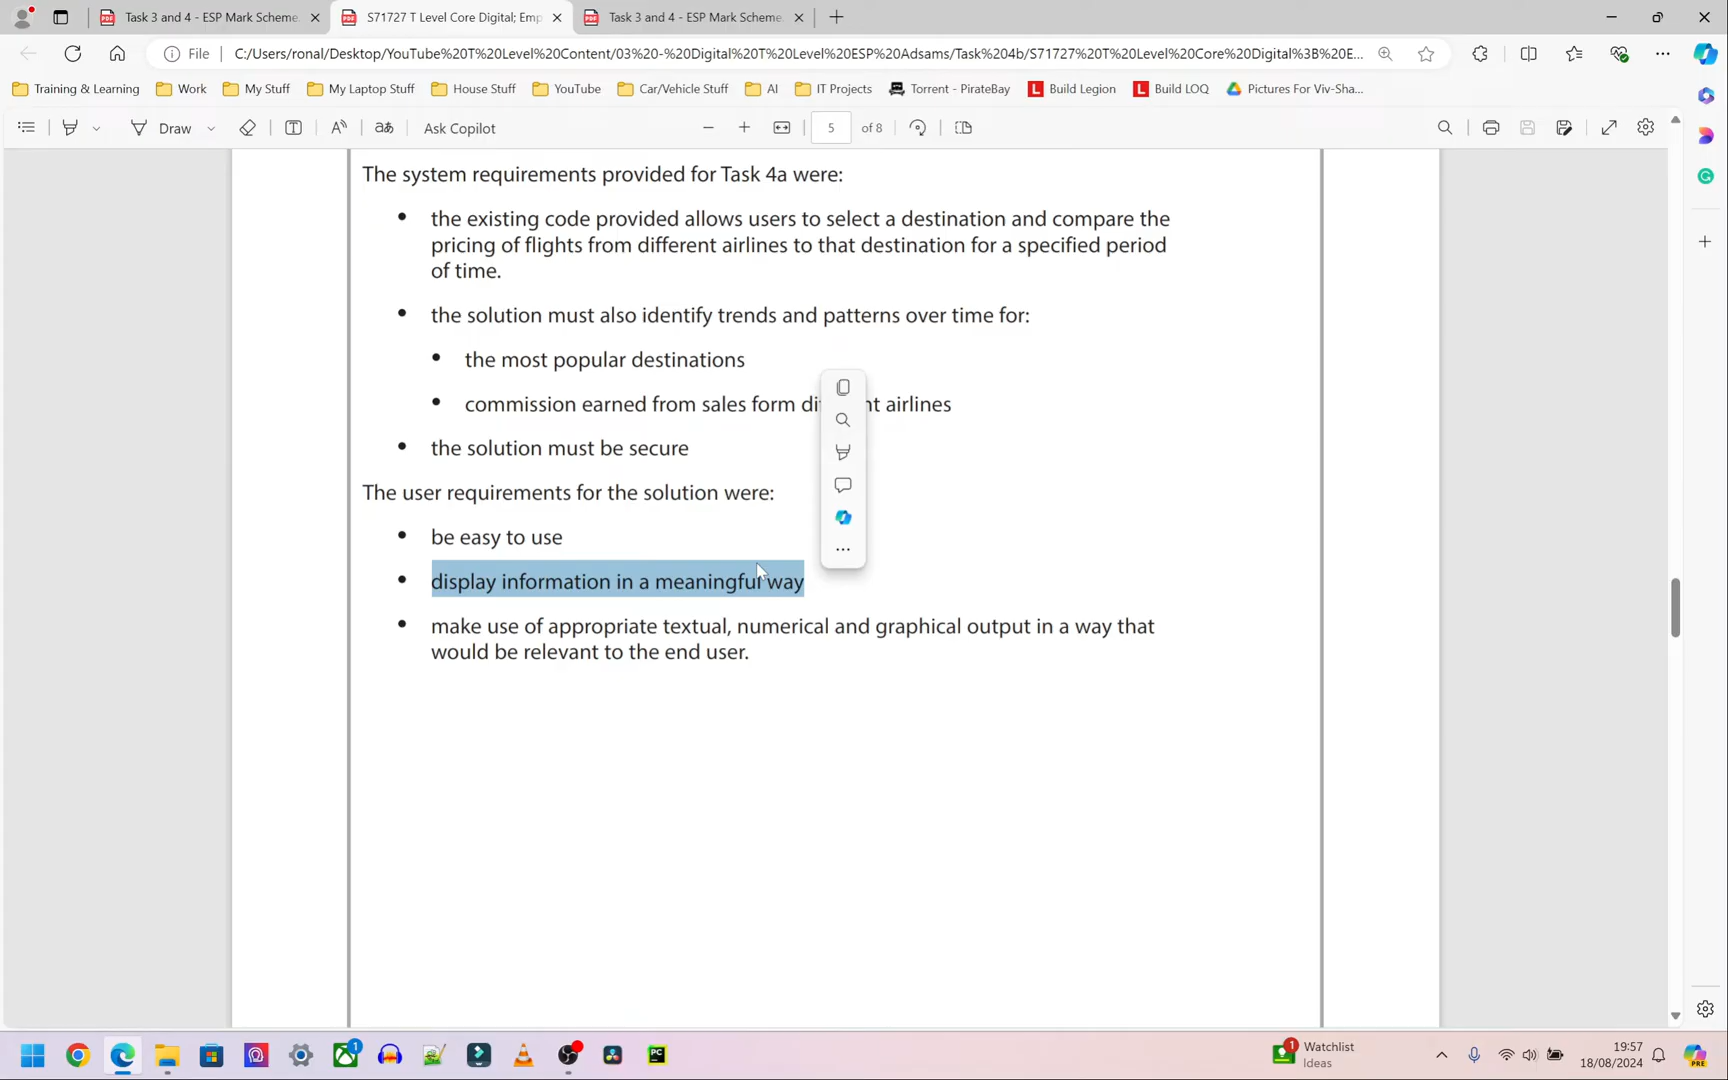 Task 3 and 4 - ESP Mark Scheme.
S71727 T Level Core Digital; Emp
Task 3 and 4 - ESP Mark Scheme.
File
C:/Users/ronal/Desktop/YouTube%20T%20Level%20Content/03%20-%20Digital%20T%20Level%20ESP%20Adsams/Task%204b/S71727%20T%20Level%20Core%20Digital%3B%20E...
Training & Learning
Work
My Stuff
My Laptop Stuff
House Stuff
YouTube
Car/Vehicle Stuff
AI
IT Projects
Torrent - PirateBay
Build Legion
Build LOQ
Pictures For Viv-Sha...
Draw
Ask Copilot
5
of 8
The system requirements provided for Task 4a were:
• the existing code provided allows users to select a destination and compare the
pricing of flights from different airlines to that destination for a specified period
of time.
• the solution must also identify trends and patterns over time for:
• the most popular destinations
• commission earned from sales form di nt airlines
• the solution must be secure
The user requirements for the solution were:
• be easy to use
• display information in a meaningful way
• make use of appropriate textual, numerical and graphical output in a way that
would be relevant to the end user.
1
PC
1
Watchlist
Ideas
19:57
18/08/2024
PRE